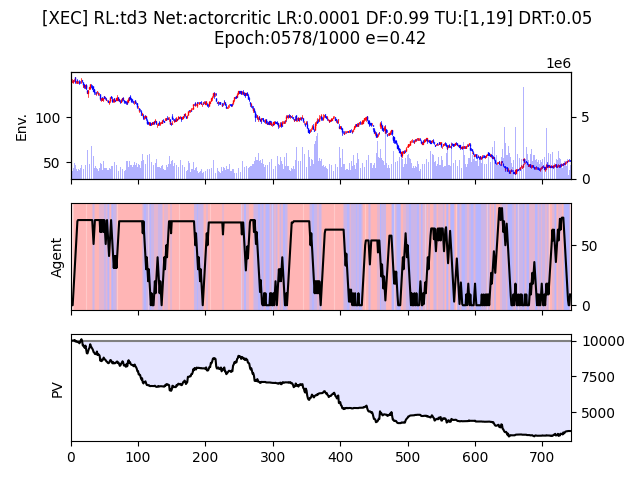 [XEC] RL:td3 Net:actorcritic LR:0.0001 DF:0.99 TU:[1,19] DRT:0.05
Epoch:0578/1000 e=0.42
1e6
Env.
100
50
5
0
Agent
50
0
PV
10000
7500
5000
0 100 200 300 400 500 600 700